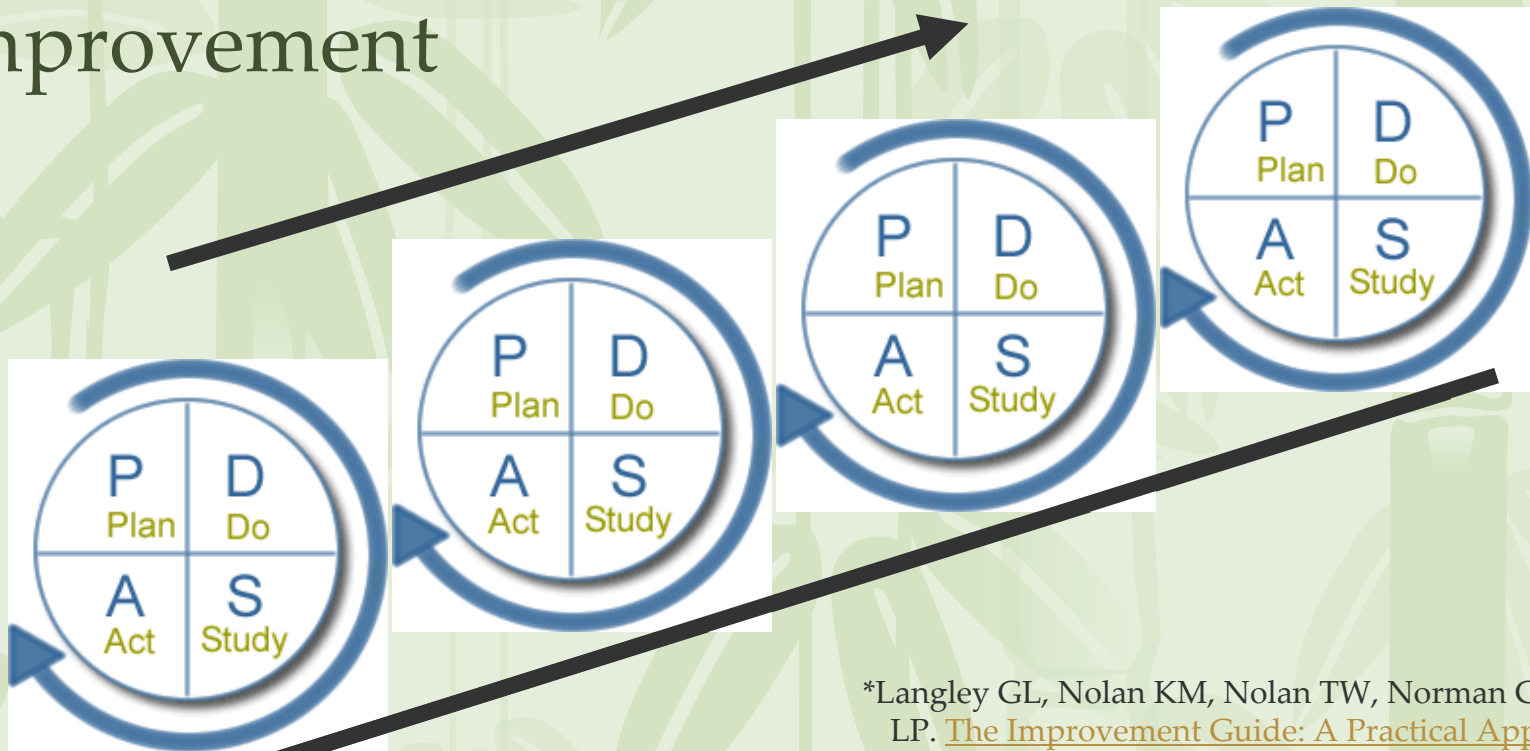 nprovement
P D
Plan Do
A S
Act Study
P D
Plan Do
A S
Act Study
P D
Plan Do
A S
Act Study
P D
Plan Do
A S
Act Study
*Langley GL, Nolan KM, Nolan TW, Norman
LP. The Improvement Guide: A Practical App